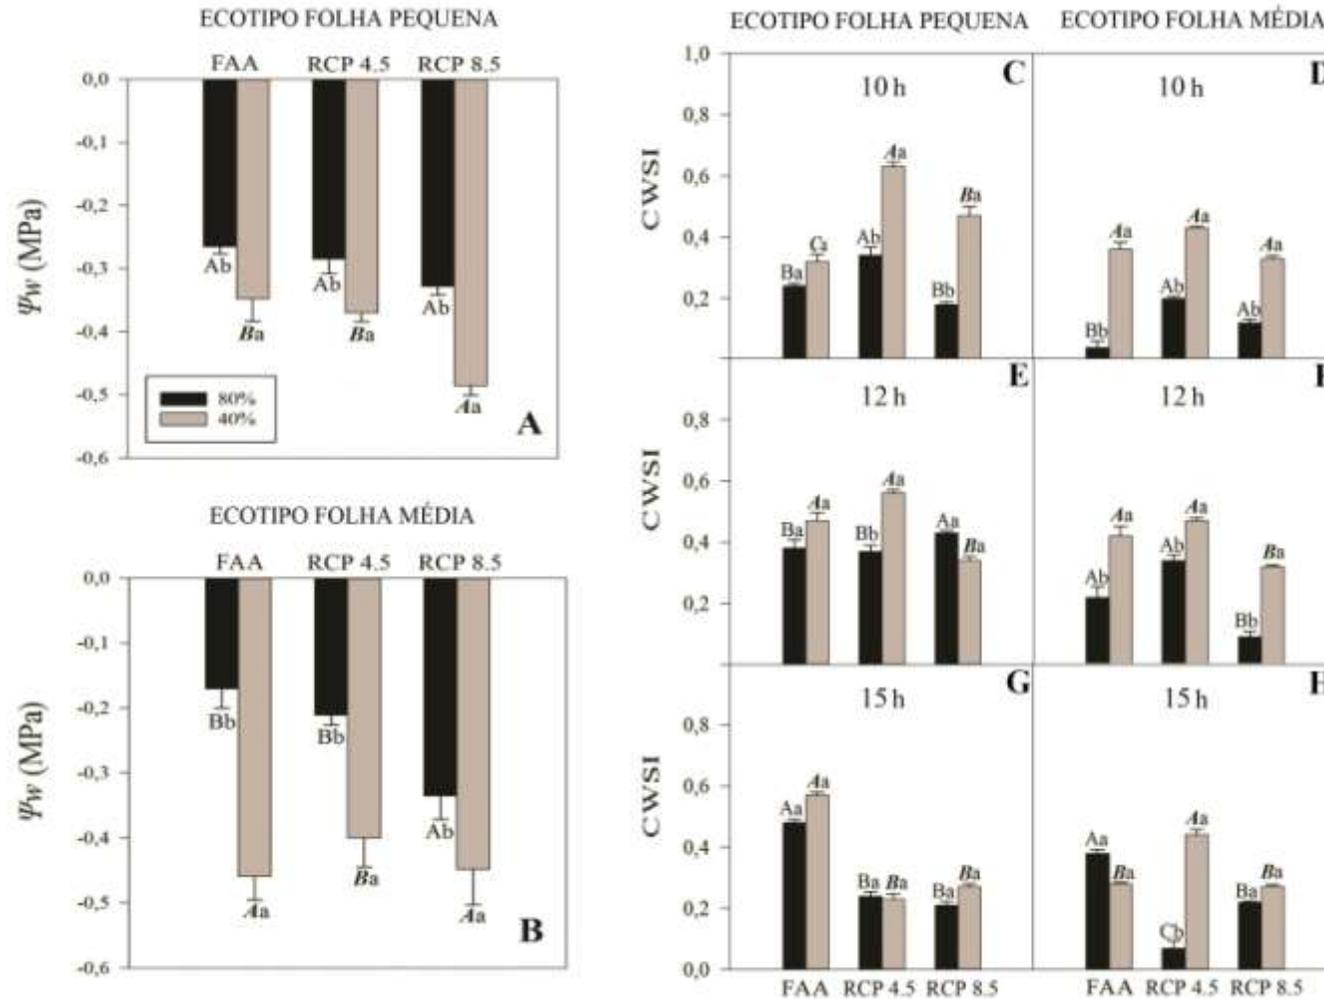 ECOTIPO FOLHA PEQUENA
FAA RCP 4.5 RCP 8.5
0,0
-0,1
-0,2
-0,3
-0,4
-0,5
-0,6
Ψw (MPa)
Ab Ba Ab Ba Ab Aa
80%
40%
A
ECOTIPO FOLHA MÉDIA
FAA RCP 4.5 RCP 8.5
0,0
-0,1
-0,2
-0,3
-0,4
-0,5
-0,6
Ψw (MPa)
Bb Aa Bb Ba Ab Aa
B
ECOTIPO FOLHA PEQUENA ECOTIPO FOLHA MÉDIA
1,0
0,8
0,6
0,4
0,2
CWSI
10 h C
Ba Ca Ab Aa Bb Ba
10 h D
Bb Aa Ab Aa Ab Aa
0,8
0,6
0,4
0,2
CWSI
12 h E
Ba Aa Bb Aa Aa Ba
12 h
Ab Aa Ab Aa Bb Ba
0,8
0,6
0,4
0,2
0,0
CWSI
15 h G
Aa Aa Ba Ba Ba Ba
15 h H
Aa Ba Cb Aa Ba Ba
FAA RCP 4.5 RCP 8.5 FAA RCP 4.5 RCP 8.5